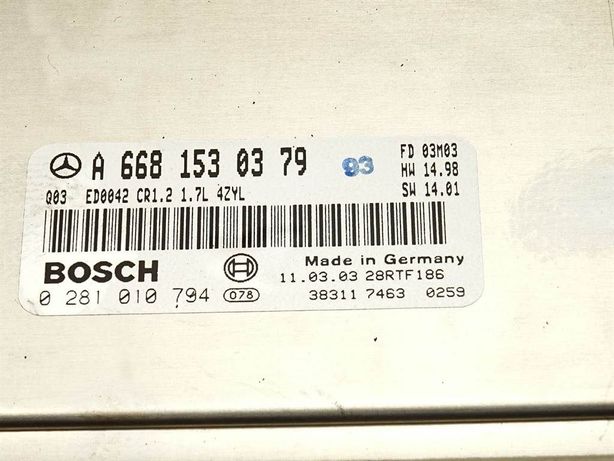 A 668 153 03 79 93 FD 03M03
HW 14.98
Q03 ED0042 CR1.2 1.7L 4ZYL SW 14.01
BOSCH Made in Germany
11.03.03 28RTF186
0 281 010 794 078 38311 7463 0259